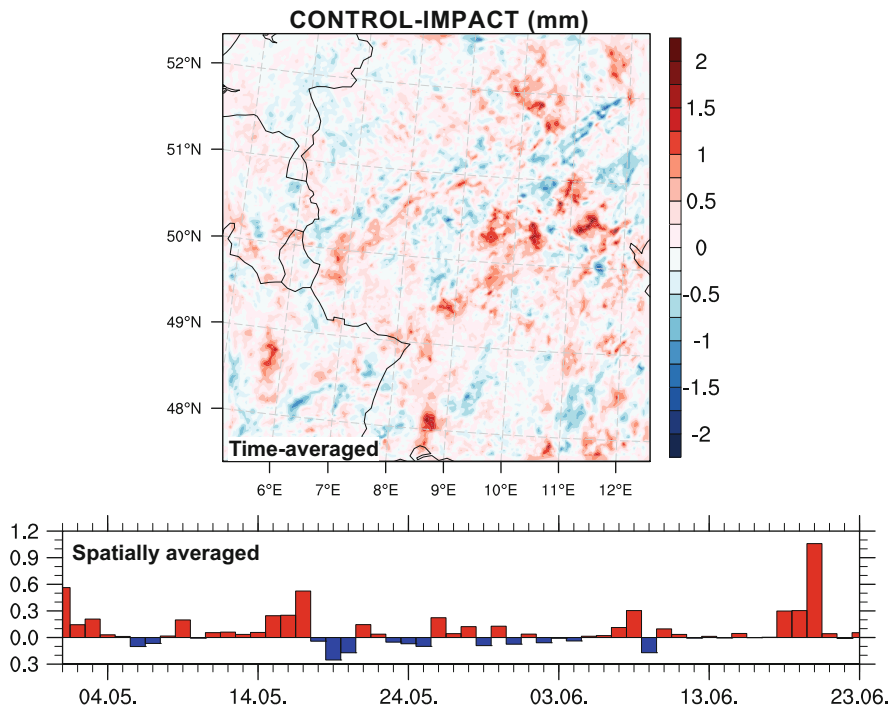 CONTROL-IMPACT (mm)
52°N
51°N
50°N
49°N
48°N
Time-averaged
6°E 7°E 8°E 9°E 10°E 11°E 12°E
2
1.5
1
0.5
0
-0.5
-1
-1.5
-2
1.2
0.9
0.6
0.3
0.0
0.3
Spatially averaged
04.05. 14.05. 24.05. 03.06. 13.06. 23.06.